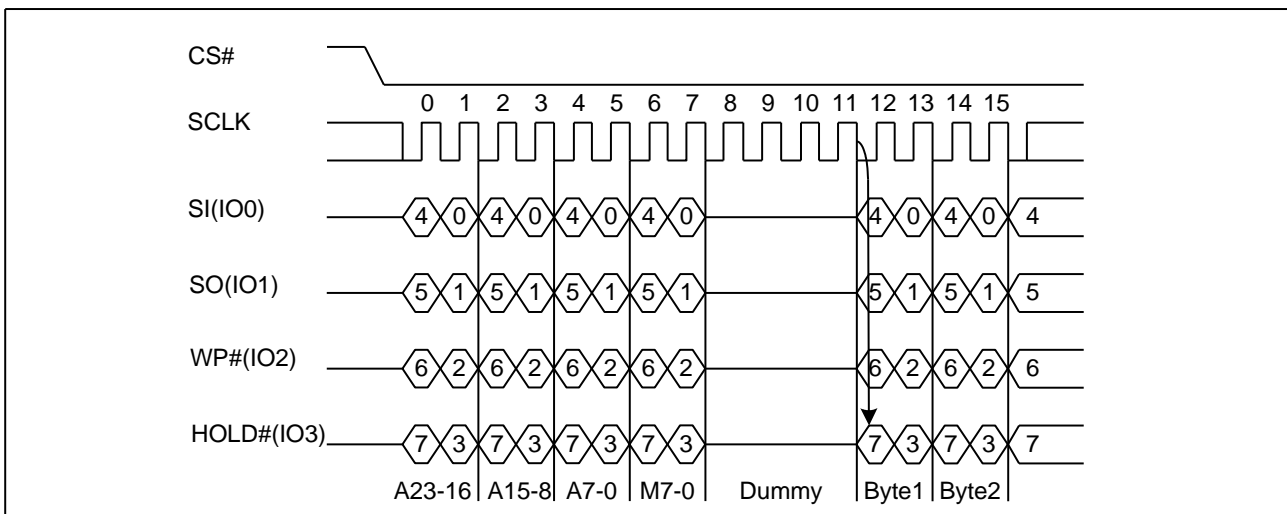 CS#
0 1 2 3 4 5 6 7 8 9 10 11 12 13 14 15
SCLK
SI(IO0) 4 0 4 0 4 0 4 0 4 0 4 0 4
SO(IO1) 5 1 5 1 5 1 5 1 5 1 5 1 5
WP#(IO2) 6 2 6 2 6 2 6 2 6 2 6 2 6
HOLD#(IO3) 7 3 7 3 7 3 7 3 7 3 7 3 7
A23-16 A15-8 A7-0 M7-0 Dummy Byte1 Byte2